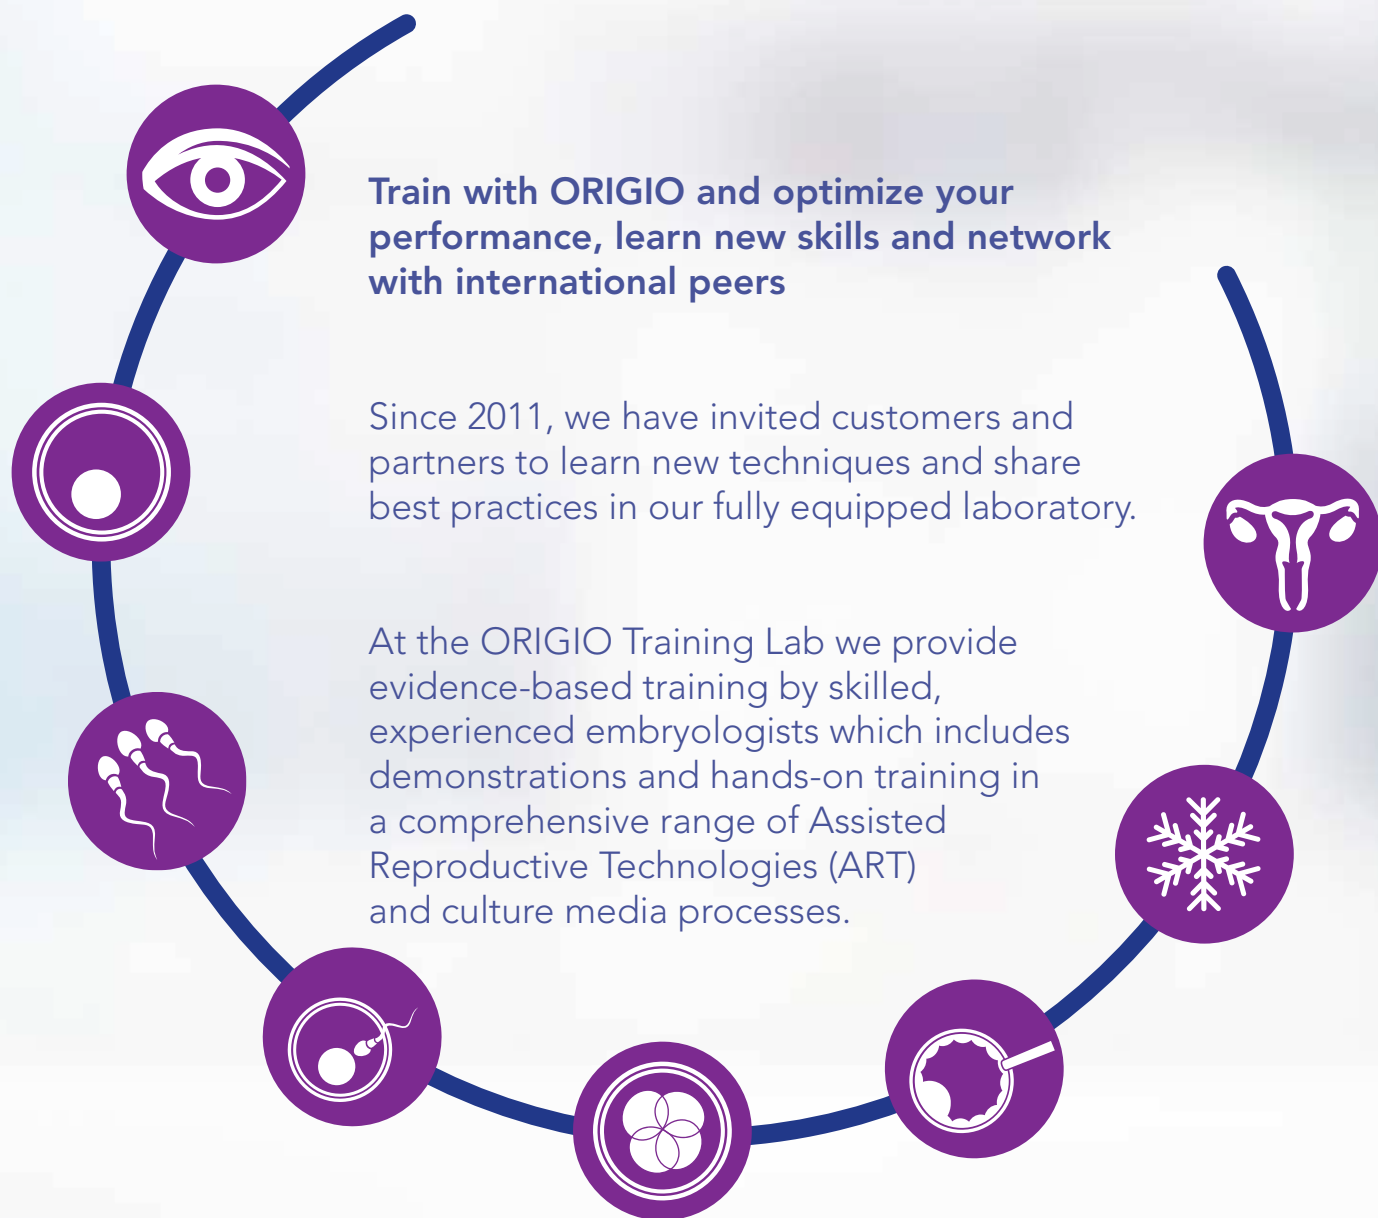 Train with ORIGIO and optimize your
performance, learn new skills and network
with international peers
Since 2011, we have invited customers and
partners to learn new techniques and share
best practices in our fully equipped laboratory.
At the ORIGIO Training Lab we provide
evidence-based training by skilled,
experienced embryologists which includes
demonstrations and hands-on training in
a comprehensive range of Assisted
Reproductive Technologies (ART)
and culture media processes.